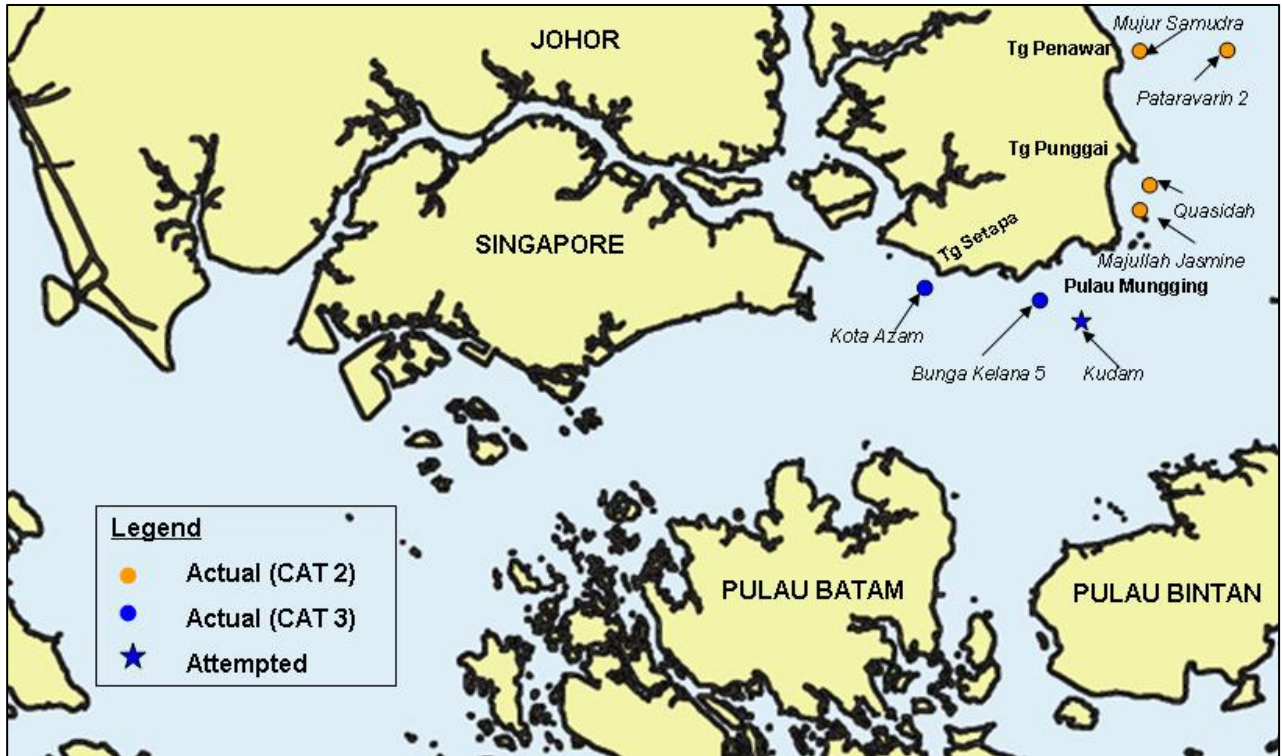 Mujur Samudra
JOHOR
Tg Penawar
Pataravarin 2
Tg Punggai
Quasidah
SINGAPORE
Tg Setapa
Majullah Jasmine
Pulau Mungging
Kota Azam
Bunga Kelana 5
Kudam
Legend
Actual (CAT 2)
Actual (CAT 3)
Attempted
PULAU BATAM
PULAU BINTAN